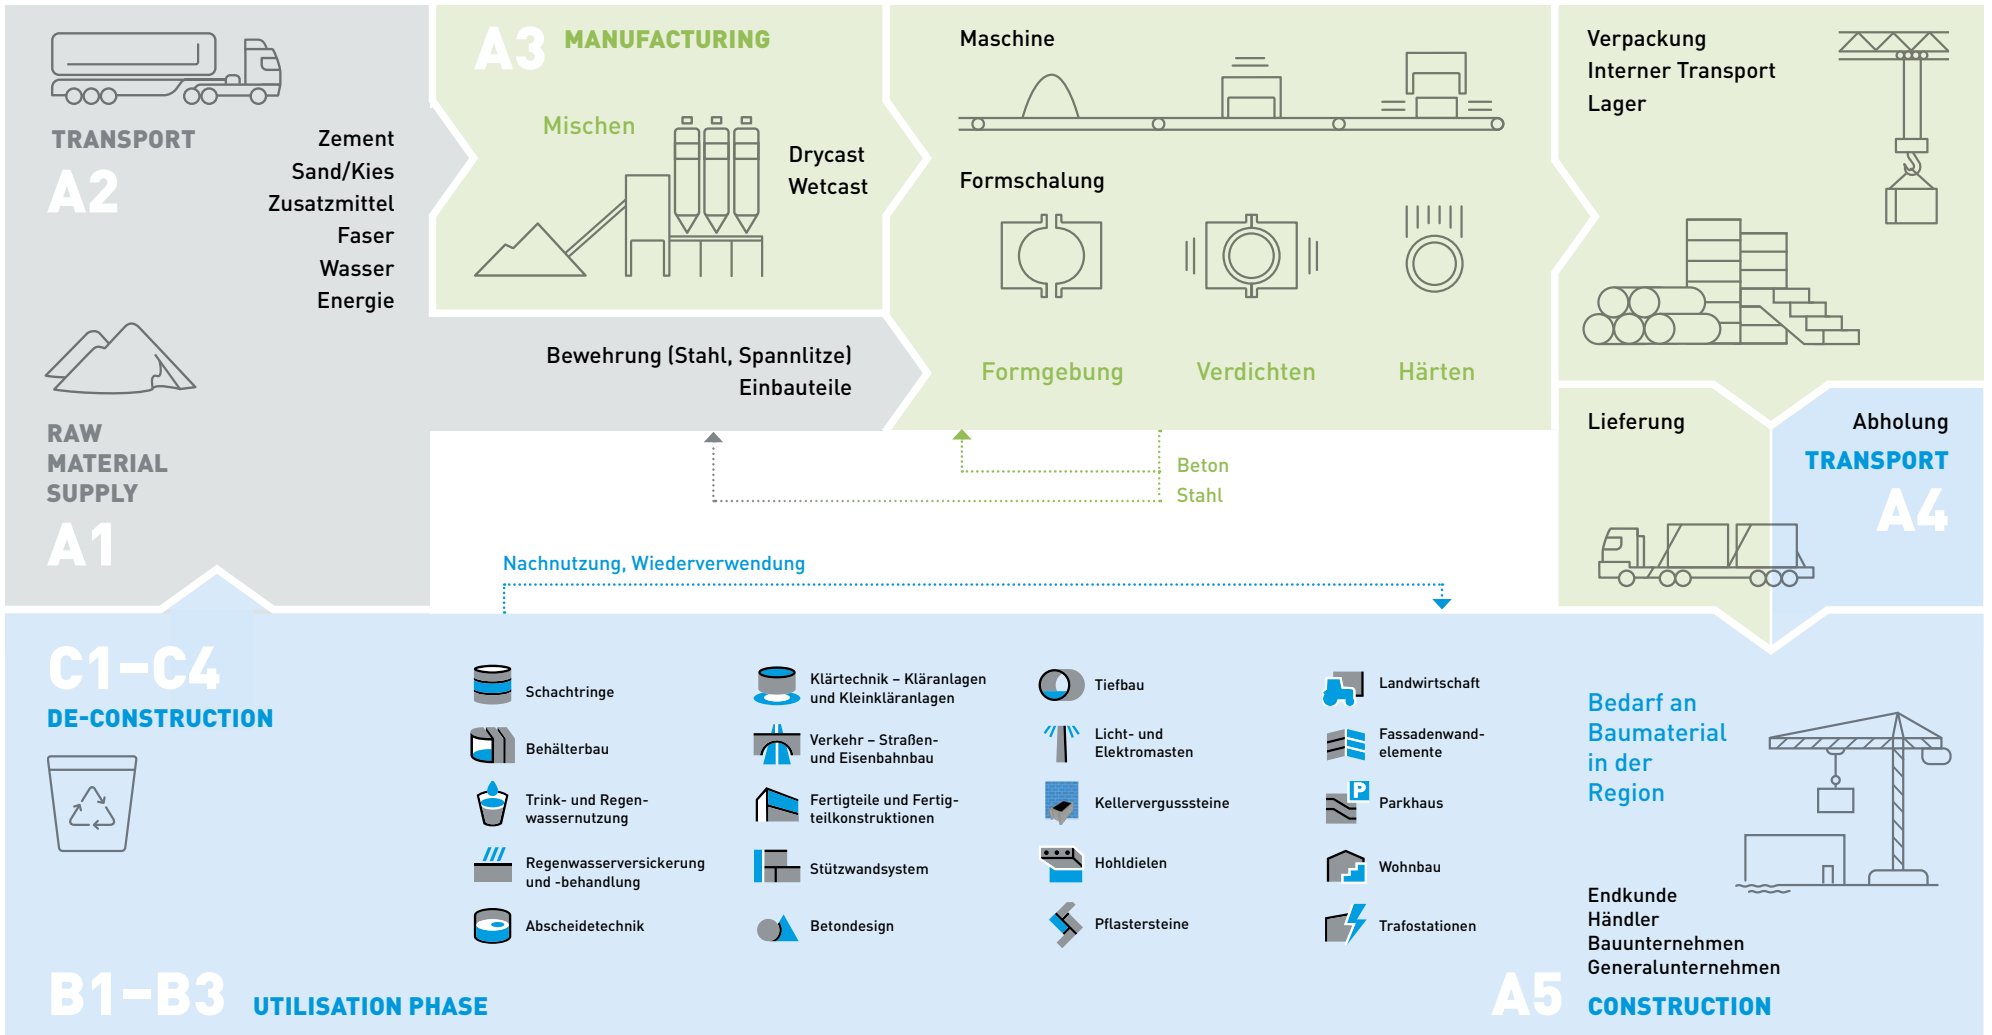 TRANSPORT
A2
Zement
Sand/Kies
Zusatzmittel
Faser
Wasser
Energie
RAW
MATERIAL
SUPPLY
A1
A3 MANUFACTURING
Mischen
Drycast
Wetcast
Bewehrung (Stahl, Spannlitze)
Einbauteile
Maschine
Formschalung
Formgebung
Verdichten
Härten
Verpackung
Interner Transport
Lager
Lieferung
Abholung
TRANSPORT
A4
Beton
Stahl
Nachnutzung, Wiederverwendung
C1–C4
DE-CONSTRUCTION
Schachtringe
Behälterbau
Trink- und Regen-
wassernutzung
Regenwasserversickerung
und -behandlung
Abscheidetechnik
Klärtechnik – Kläranlagen
und Kleinkläranlagen
Verkehr – Straßen-
und Eisenbahnbau
Fertigteile und Fertig-
teilkonstruktionen
Stützwandsystem
Betondesign
Tiefbau
Licht- und
Elektromasten
Kellervergusssteine
Hohldielen
Pflastersteine
Landwirtschaft
Fassadenwand-
elemente
P
Parkhaus
Wohnbau
Trafostationen
Bedarf an
Baumaterial
in der
Region
Endkunde
Händler
Bauunternehmen
Generalunternehmen
B1–B3 UTILISATION PHASE
A5 CONSTRUCTION